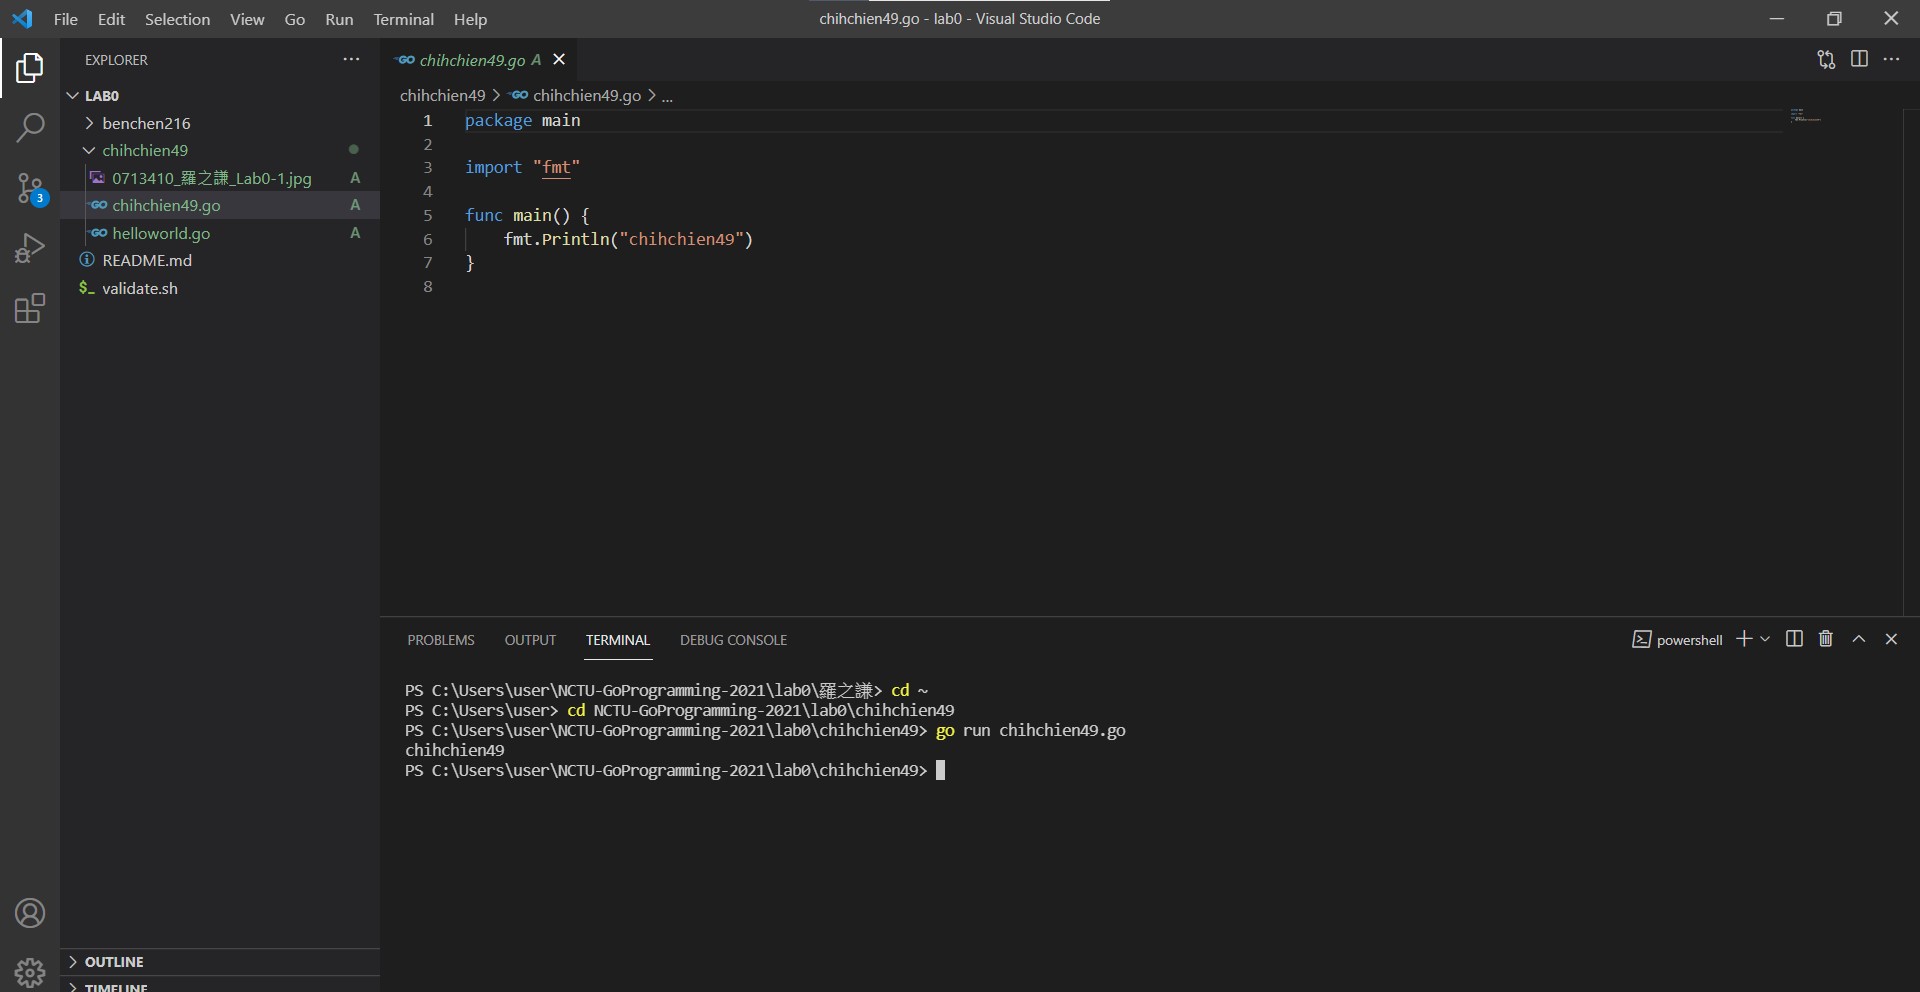 File Edit Selection View Go Run Terminal Help
chihchien49.go - lab0 - Visual Studio Code
EXPLORER
LAB0
benchen216
chihchien49
0713410_羅之謙_Lab0-1.jpg A
chihchien49.go A
helloworld.go A
README.md
validate.sh
3
OUTLINE
TIMELINE
GO chihchien49.go A
chihchien49 > GO chihchien49.go > ...
1 package main
2
3 import "fmt"
4
5 func main() {
6 fmt.Println("chihchien49")
7 }
8
PROBLEMS OUTPUT TERMINAL DEBUG CONSOLE
powershell
PS C:\Users\user\NCTU-GoProgramming-2021\lab0\羅之謙> cd ~
PS C:\Users\user> cd NCTU-GoProgramming-2021\lab0\chihchien49
PS C:\Users\user\NCTU-GoProgramming-2021\lab0\chihchien49> go run chihchien49.go
chihchien49
PS C:\Users\user\NCTU-GoProgramming-2021\lab0\chihchien49>